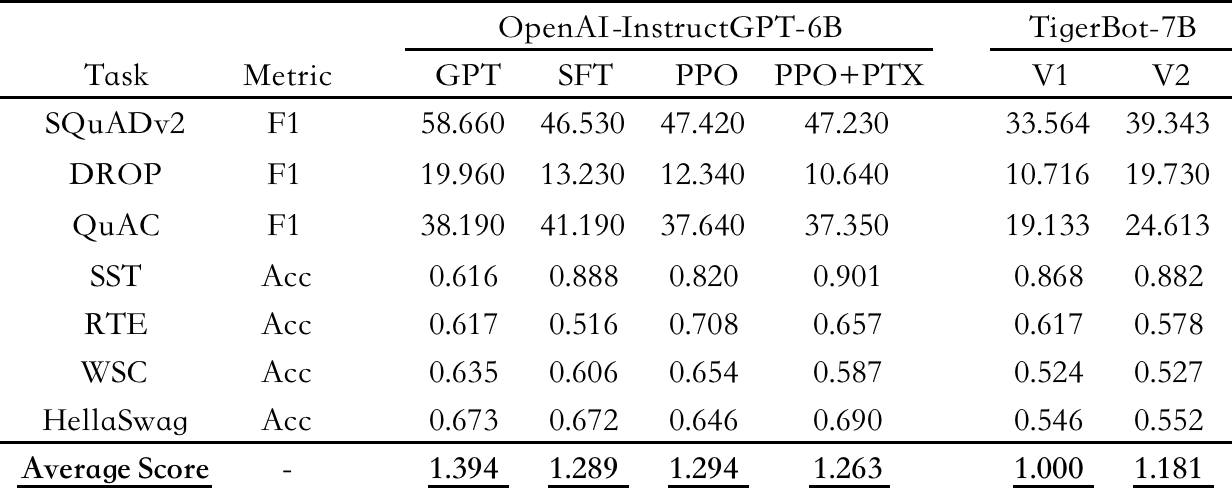 OpenAI-InstructGPT-6B TigerBot-7B
Task Metric GPT SFT PPO PPO+PTX V1 V2
SQuADv2 F1 58.660 46.530 47.420 47.230 33.564 39.343
DROP F1 19.960 13.230 12.340 10.640 10.716 19.730
QuAC F1 38.190 41.190 37.640 37.350 19.133 24.613
SST Acc 0.616 0.888 0.820 0.901 0.868 0.882
RTE Acc 0.617 0.516 0.708 0.657 0.617 0.578
WSC Acc 0.635 0.606 0.654 0.587 0.524 0.527
HellaSwag Acc 0.673 0.672 0.646 0.690 0.546 0.552
Average Score - 1.394 1.289 1.294 1.263 1.000 1.181